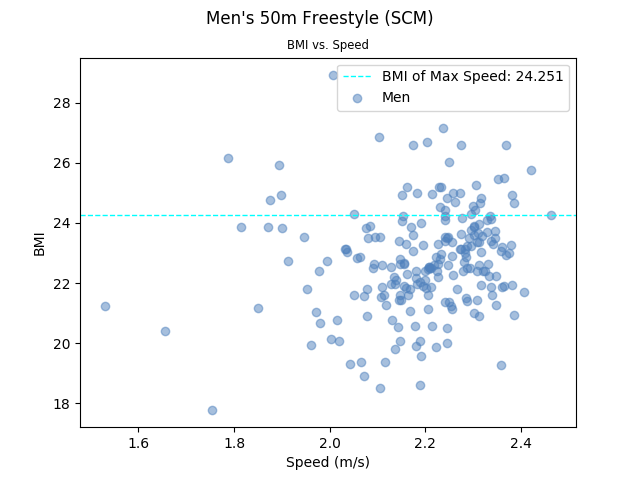 Men's 50m Freestyle (SCM)
BMI vs. Speed
BMI of Max Speed: 24.251
Men
28
26
24
22
20
18
BMI
1.6 1.8 2.0 2.2 2.4
Speed (m/s)